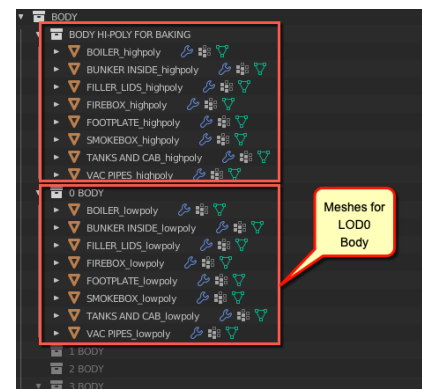 BODY
BODY HI-POLY FOR BAKING
BOILER_highpoly
BUNKER INSIDE_highpoly
FILLER_LIDS_highpoly
FIREBOX_highpoly
FOOTPLATE_highpoly
SMOKEBOX_highpoly
TANKS AND CAB_highpoly
VAC PIPES_highpoly
0 BODY
BOILER_lowpoly
BUNKER INSIDE_lowpoly
FILLER_LIDS_lowpoly
FIREBOX_lowpoly
FOOTPLATE_lowpoly
SMOKEBOX_lowpoly
TANKS AND CAB_lowpoly
VAC PIPES_lowpoly
1 BODY
2 BODY
3 BODY
Meshes for
LOD0
Body